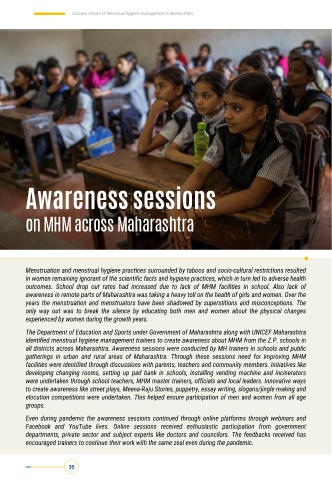 Success Stories of Menstrual hygiene management in Maharashtra
Awareness sessions
on MHM across Maharashtra
Menstruation and menstrual hygiene practices surrounded by taboos and socio-cultural restrictions resulted
in women remaining ignorant of the scientific facts and hygiene practices, which in turn led to adverse health
outcomes. School drop out rates had increased due to lack of MHM facilities in school. Also lack of
awareness in remote parts of Maharashtra was taking a heavy toll on the health of girls and women. Over the
years the menstruation and menstruators have been shadowed by superstitions and misconceptions. The
only way out was to break the silence by educating both men and women about the physical changes
experienced by women during the growth years.
The Department of Education and Sports under Government of Maharashtra along with UNICEF Maharashtra
identified menstrual hygiene management trainers to create awareness about MHM from the Z.P. schools in
all districts across Maharashtra. Awareness sessions were conducted by MH trainers in schools and public
gatherings in urban and rural areas of Maharashtra. Through these sessions need for improving MHM
facilities were identified through discussions with parents, teachers and community members. Initiatives like
developing changing rooms, setting up pad bank in schools, installing vending machine and incinerators
were undertaken through school teachers, MHM master trainers, officials and local leaders. Innovative ways
to create awareness like street plays, Meena-Raju Stories, puppetry, essay writing, slogans/jingle making and
elocution competitions were undertaken. This helped ensure participation of men and women from all age
groups.
Even during pandemic the awareness sessions continued through online platforms through webinars and
Facebook and YouTube lives. Online sessions received enthusiastic participation from government
departments, private sector and subject experts like doctors and councilors. The feedbacks received has
encouraged trainers to continue their work with the same zeal even during the pandemic.
35